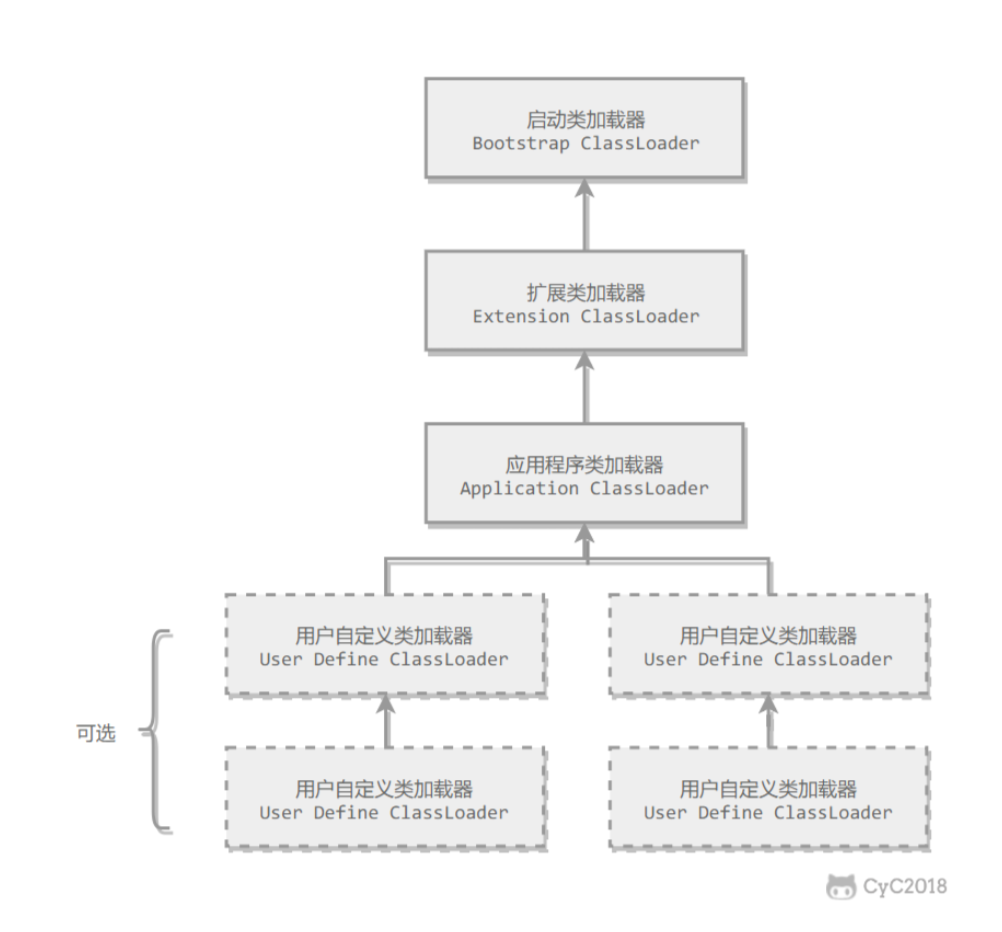 启动类加载器
Bootstrap ClassLoader
扩展类加载器
Extension ClassLoader
应用程序类加载器
Application ClassLoader
用户自定义类加载器
User Define ClassLoader
用户自定义类加载器
User Define ClassLoader
可选
用户自定义类加载器
User Define ClassLoader
用户自定义类加载器
User Define ClassLoader
CyC2018